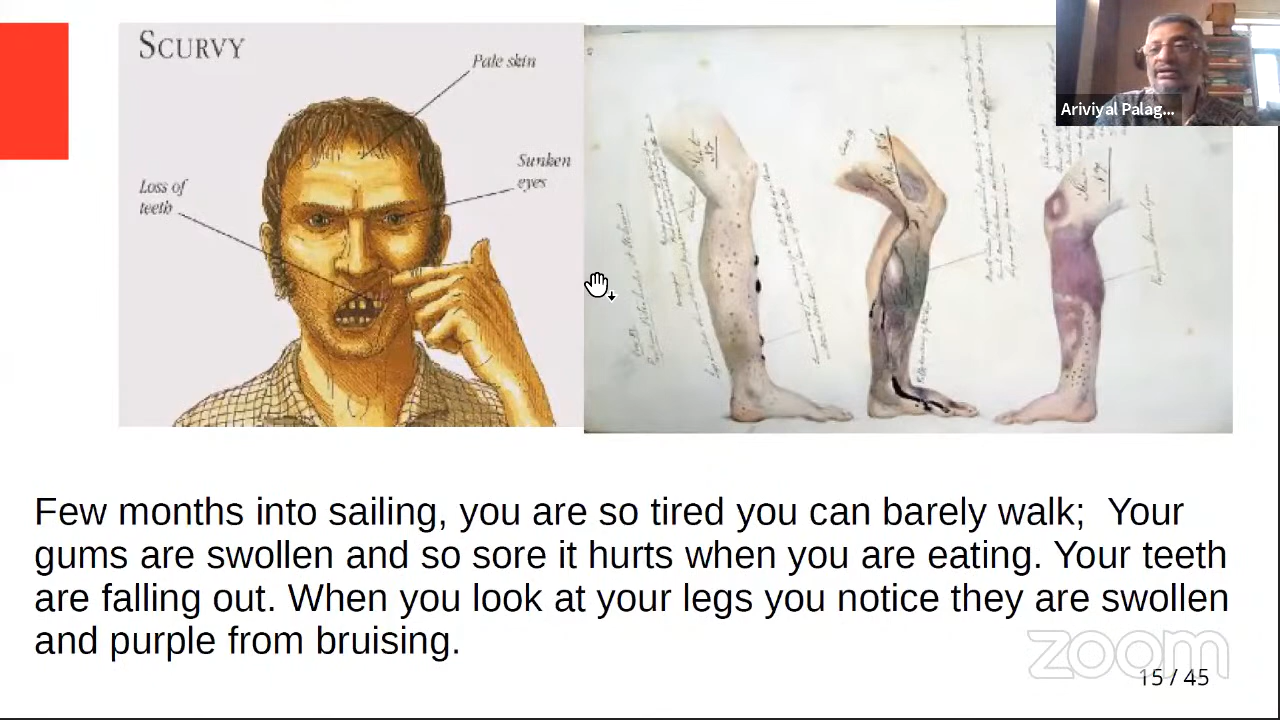 SCURVY
Pale skin
Sunken
eyes
Loss of
teeth
Ariviyal Palag...
Few months into sailing, you are so tired you can barely walk;  Your
gums are swollen and so sore it hurts when you are eating. Your teeth
are falling out. When you look at your legs you notice they are swollen
and purple from bruising.
zoom
15 / 45